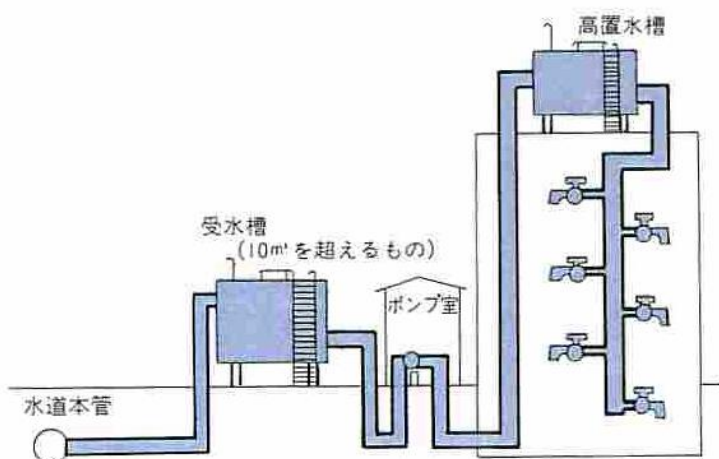 高置水槽
受水槽
(10㎥を超えるもの)
ポンプ室
水道本管